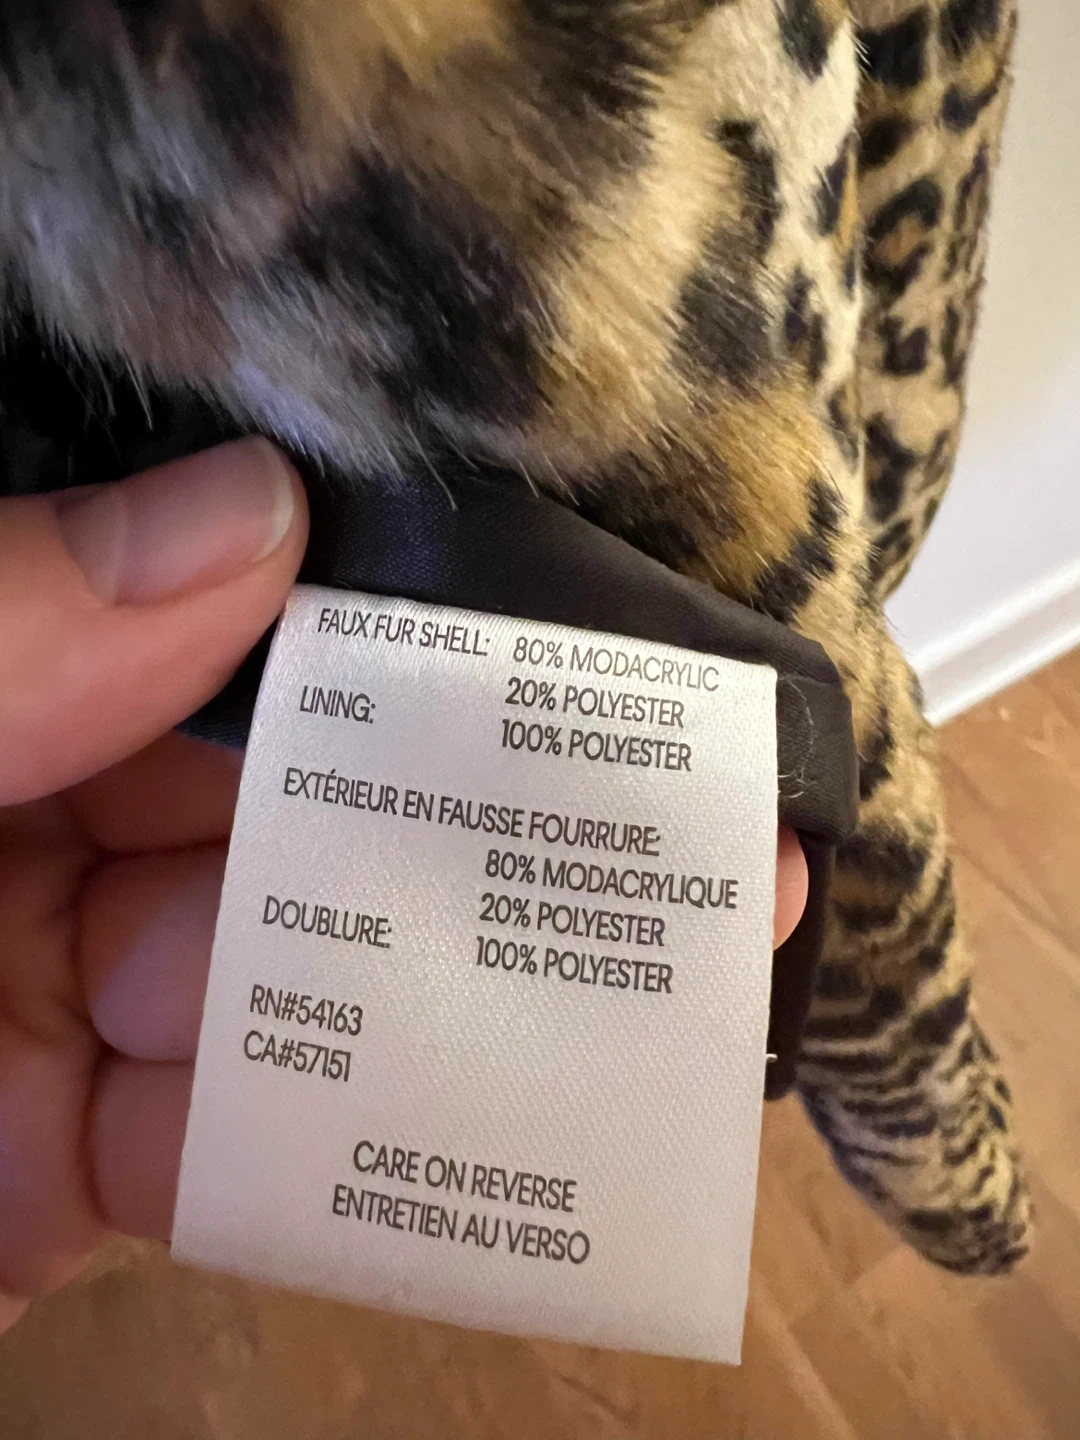 FAUX FUR SHELL: 80% MODACRYLIC
20% POLYESTER
LINING: 100% POLYESTER
EXTÉRIEUR EN FAUSSE FOURRURE:
80% MODACRYLIQUE
20% POLYESTER
DOUBLURE: 100% POLYESTER
RN#54163
CA#57151
CARE ON REVERSE
ENTRETIEN AU VERSO